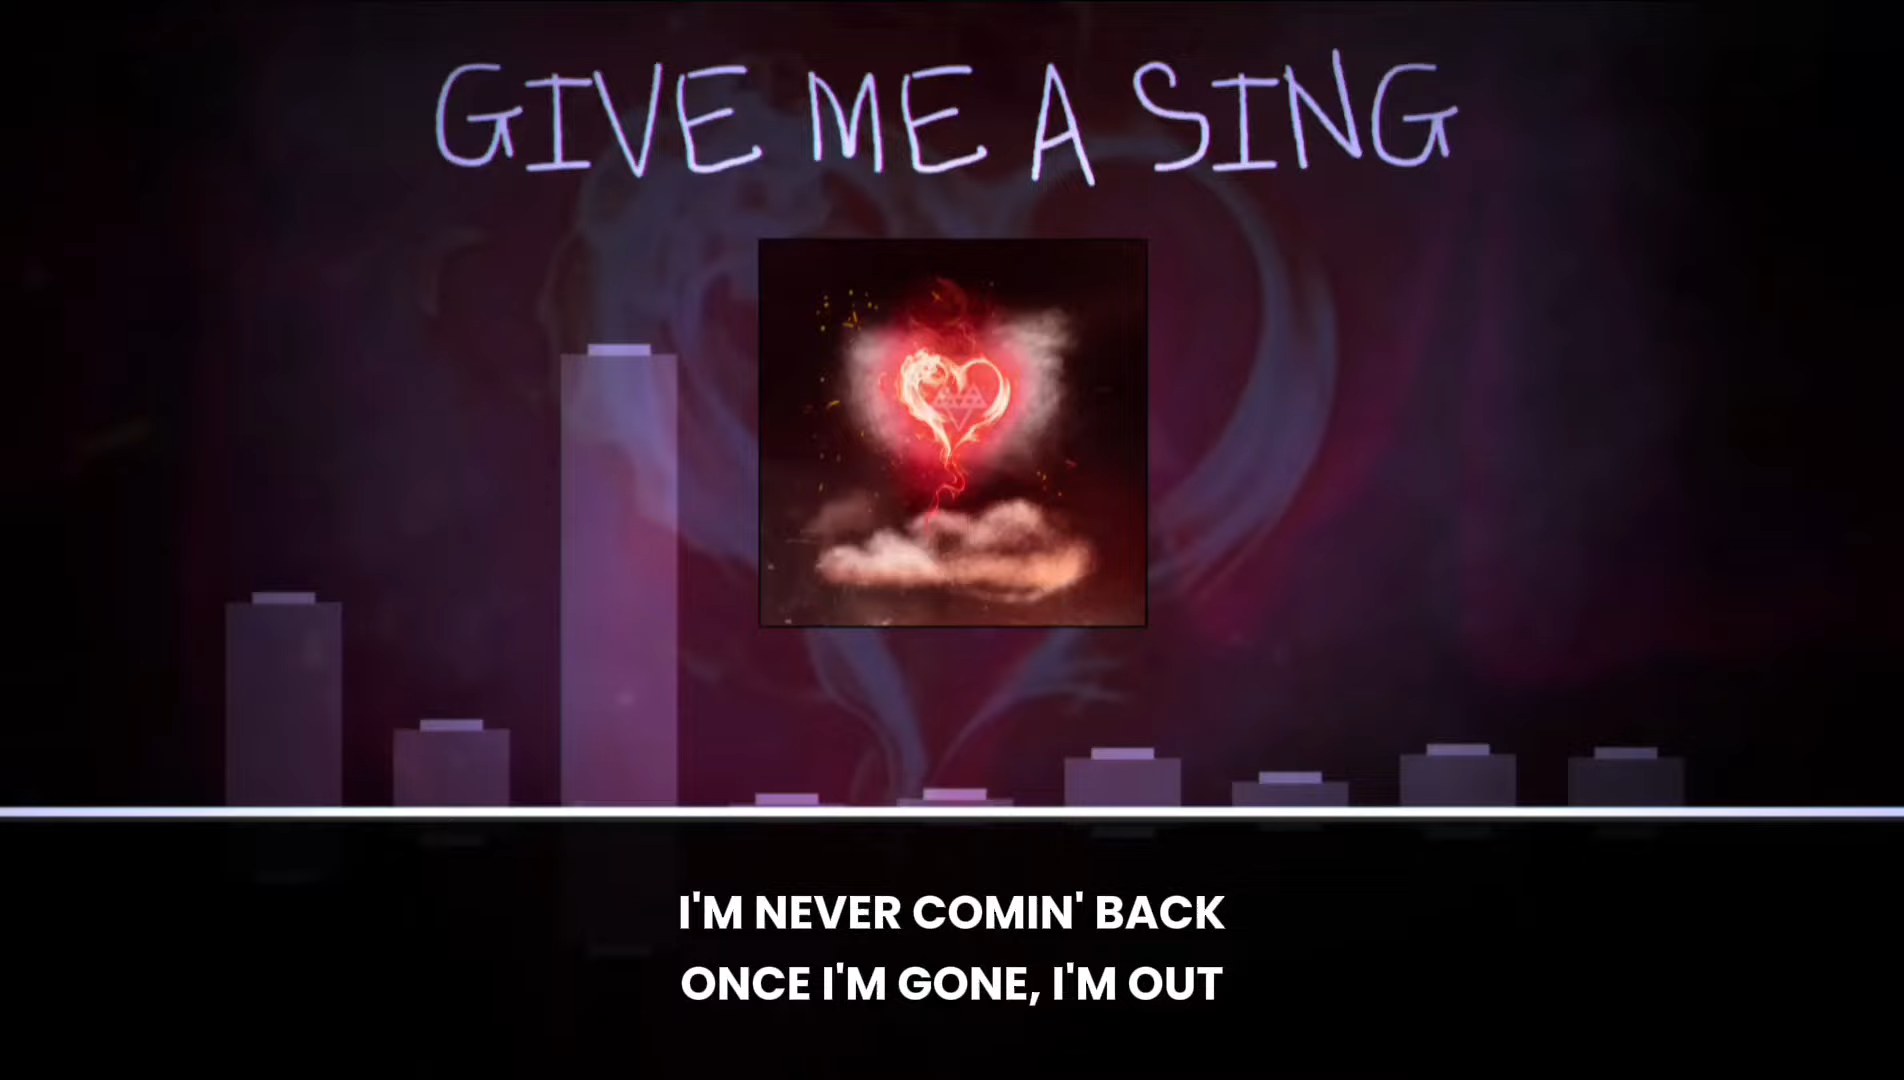 GIVE ME A SING
I'M NEVER COMIN' BACK
ONCE I'M GONE, I'M OUT